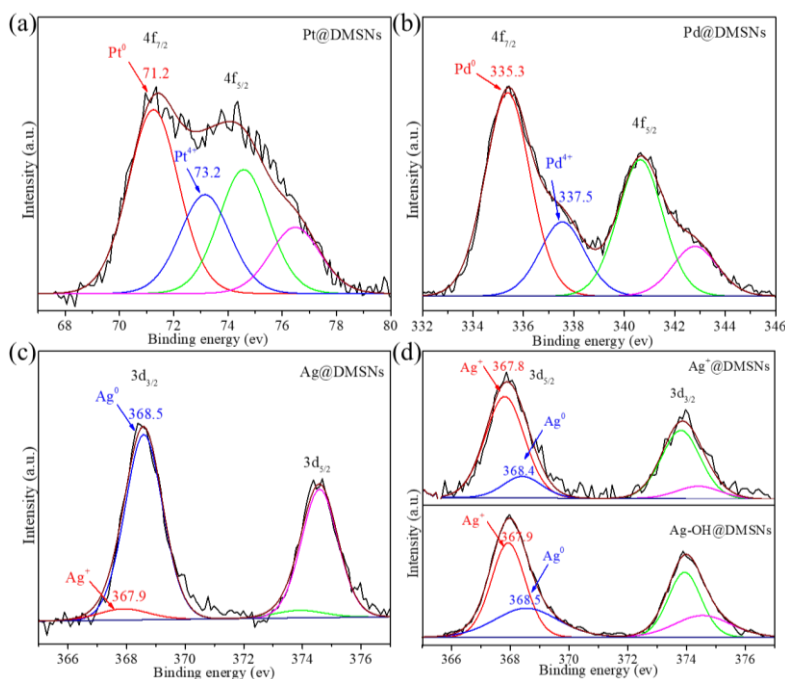 (a)
Pt@DMSNs
4f7/2
Pt0
71.2
4f5/2
Pt4+
73.2
Intensity (a.u.)
68 70 72 74 76 78 80
Binding energy (ev)
(b)
Pd@DMSNs
4f7/2
Pd0
335.3
4f5/2
Pd4+
337.5
Intensity (a.u.)
332 334 336 338 340 342 344 346
Binding energy (ev)
(c)
Ag@DMSNs
3d3/2
Ag0
368.5
3d5/2
Ag+
367.9
Intensity (a.u.)
366 368 370 372 374 376
Binding energy (ev)
(d)
Ag+@DMSNs
Ag+
367.8
3d5/2
3d3/2
Ag0
368.4
Ag-OH@DMSNs
Ag+
367.9
Ag0
368.5
Intensity (a.u.)
366 368 370 372 374 376
Binding energy (ev)